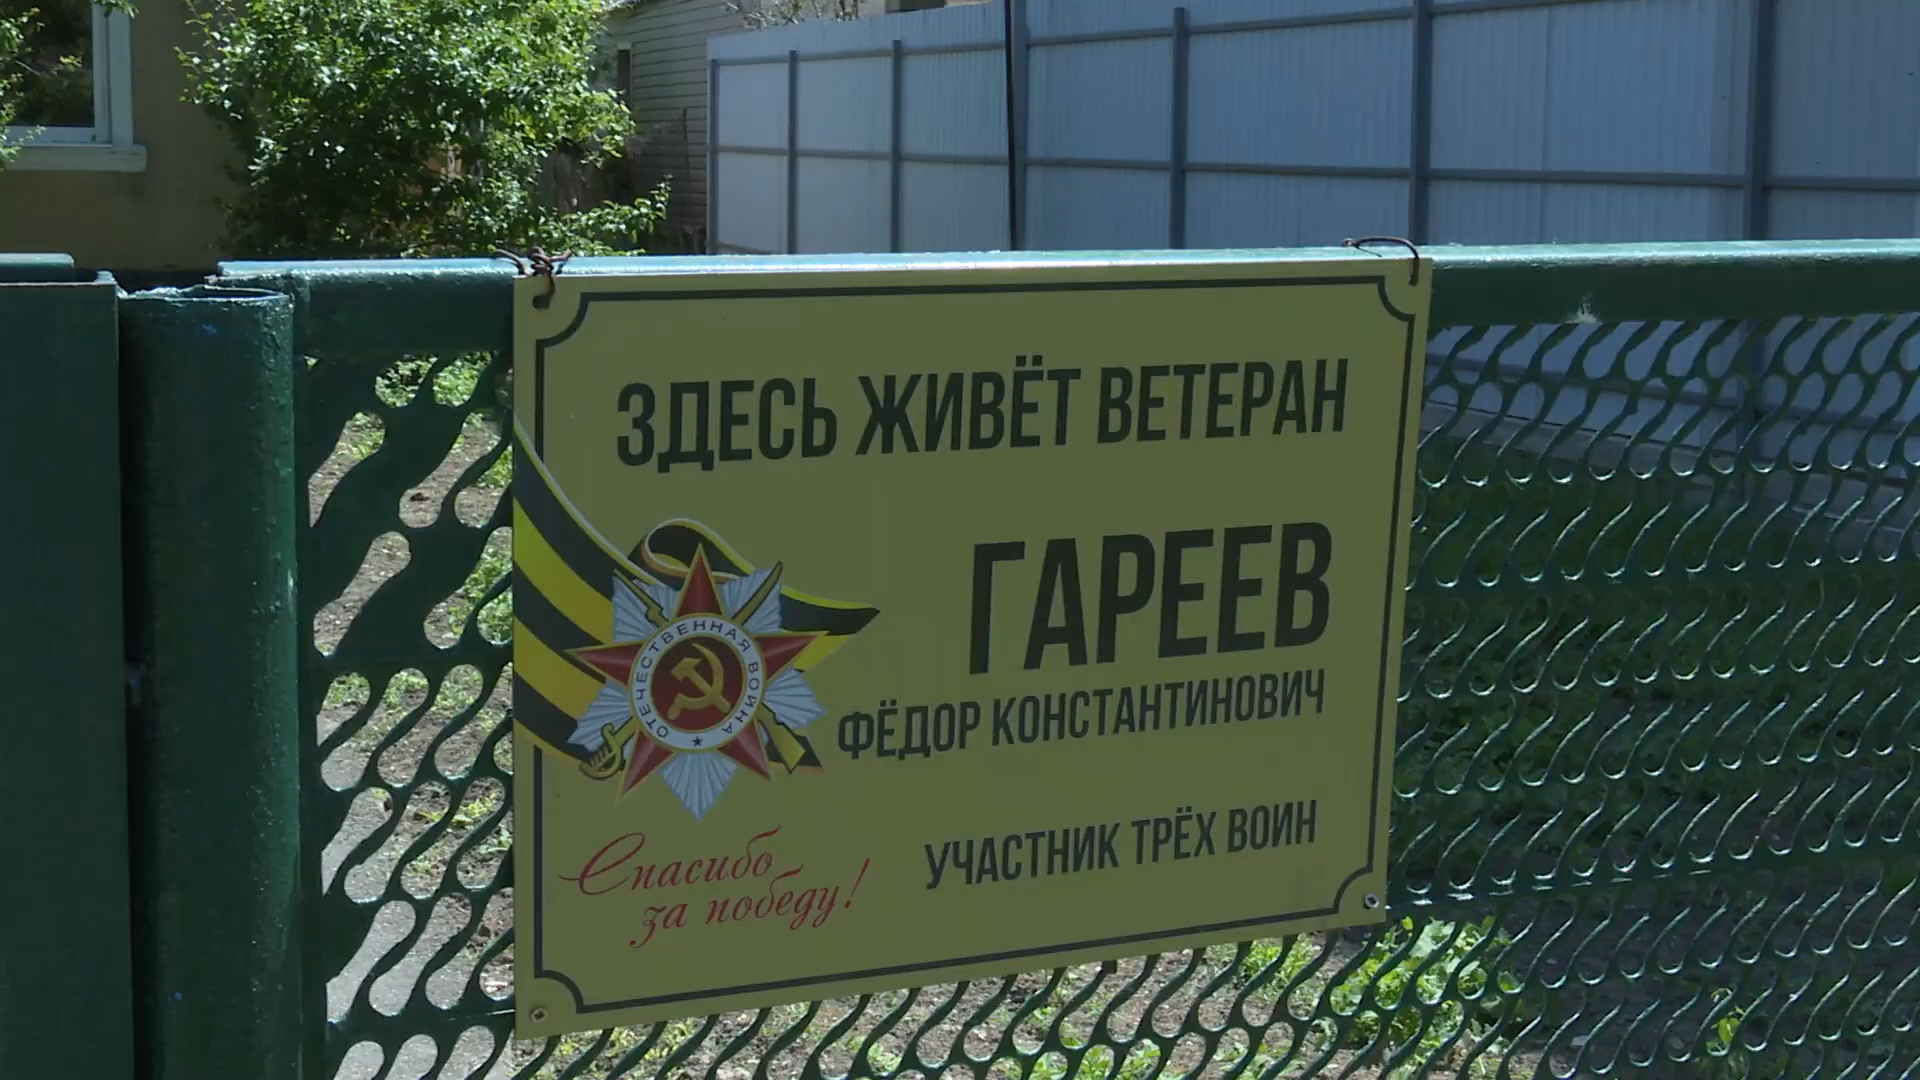 ЗДЕСЬ ЖИВЁТ ВЕТЕРАН
ГАРЕЕВ
ФЁДОР КОНСТАНТИНОВИЧ
УЧАСТНИК ТРЁХ ВОИН
ОТЕЧЕСТВЕННАЯ ВОЙНА
Спасибо
за победу!